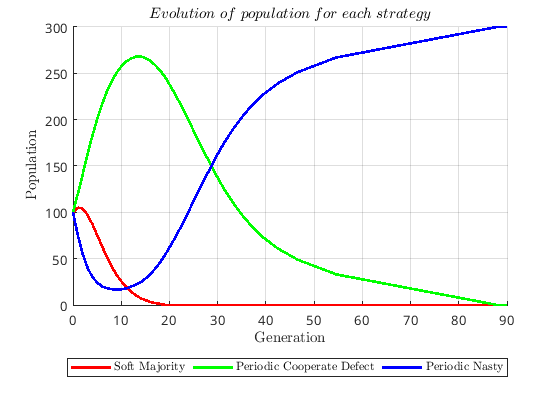 Evolution of population for each strategy
300
250
200
150
100
50
0
Population
0 10 20 30 40 50 60 70 80 90
Generation
Soft Majority Periodic Cooperate Defect Periodic Nasty